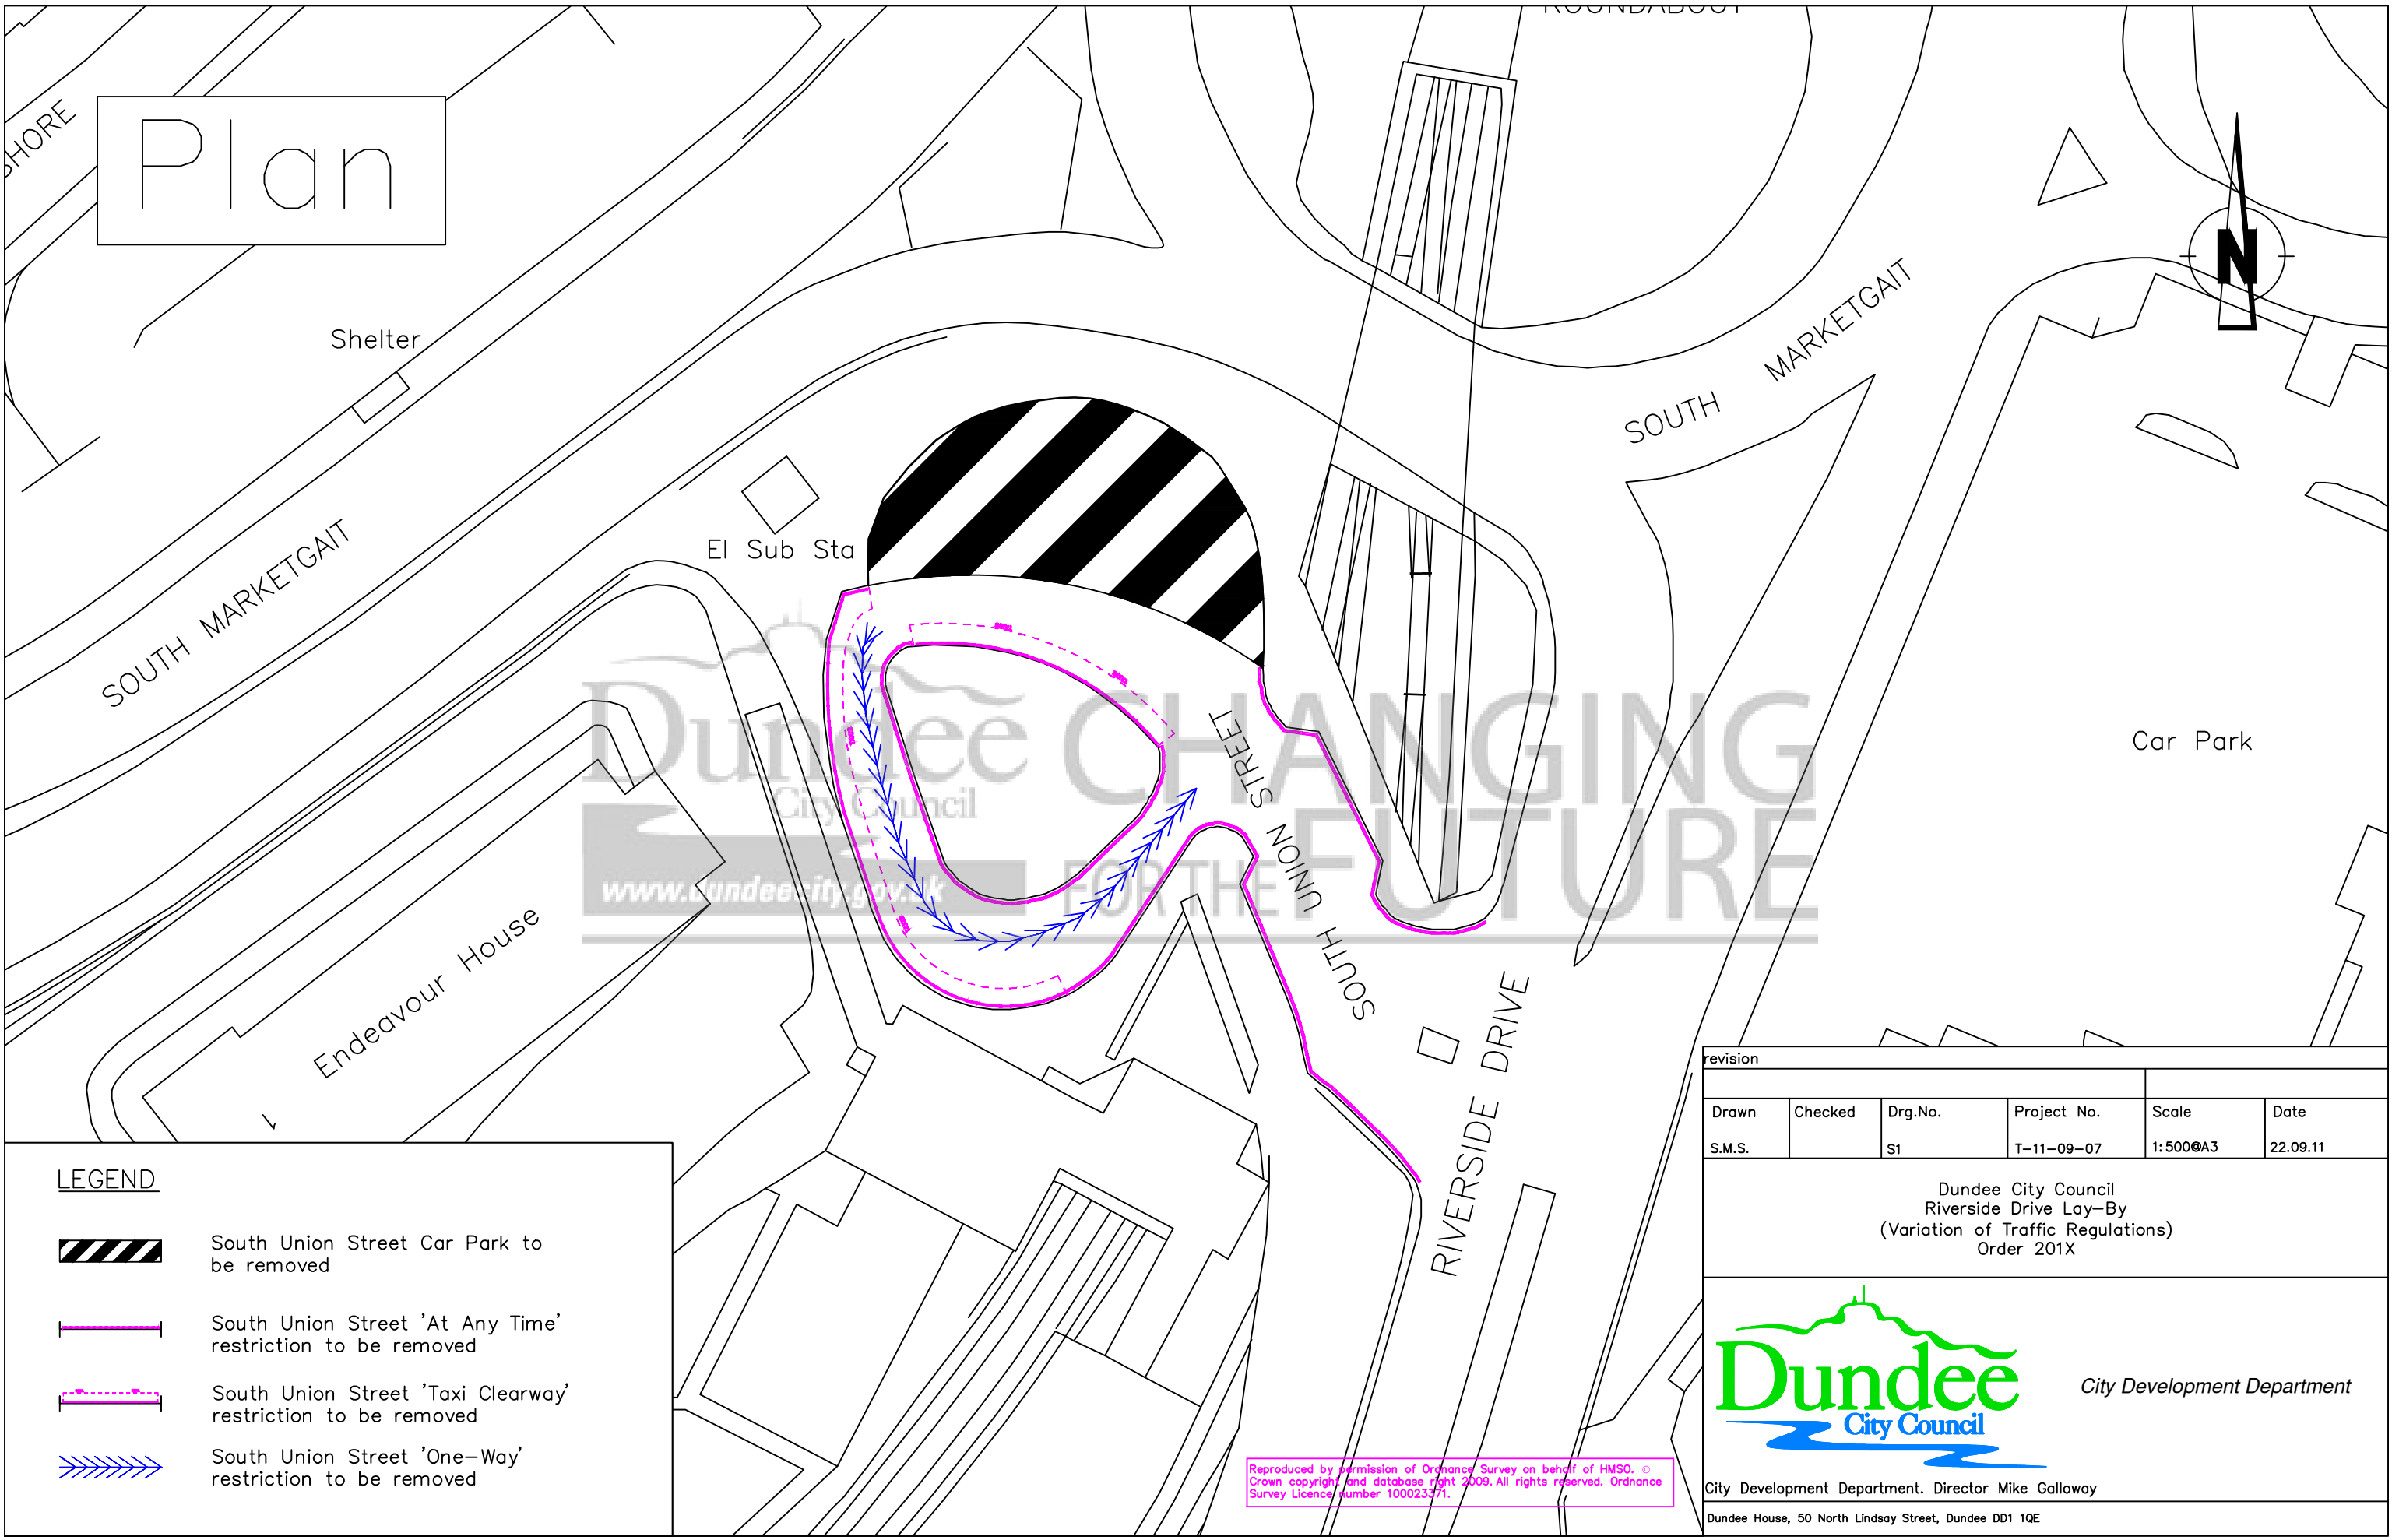 ROUNDABOUT
SHORE
Plan
N
Shelter
SOUTH MARKETGAIT
SOUTH MARKETGAIT
El Sub Sta
Car Park
SOUTH UNION STREET
RIVERSIDE DRIVE
RIVERSIDE DRIVE
Endeavour House
Dundee
City Council
www.dundeecity.gov.uk
CHANGING
FOR THE FUTURE
LEGEND
South Union Street Car Park to
be removed
South Union Street 'At Any Time'
restriction to be removed
South Union Street 'Taxi Clearway'
restriction to be removed
South Union Street 'One-Way'
restriction to be removed
Reproduced by permission of Ordnance Survey on behalf of HMSO. ©
Crown copyright and database right 2009. All rights reserved. Ordnance
Survey Licence number 100023371.
revision
Drawn Checked Drg.No. Project No. Scale Date
S.M.S. S1 T-11-09-07 1:500@A3 22.09.11
Dundee City Council
Riverside Drive Lay-By
(Variation of Traffic Regulations)
Order 201X
Dundee
City Council
City Development Department
City Development Department. Director Mike Galloway
Dundee House, 50 North Lindsay Street, Dundee DD1 1QE